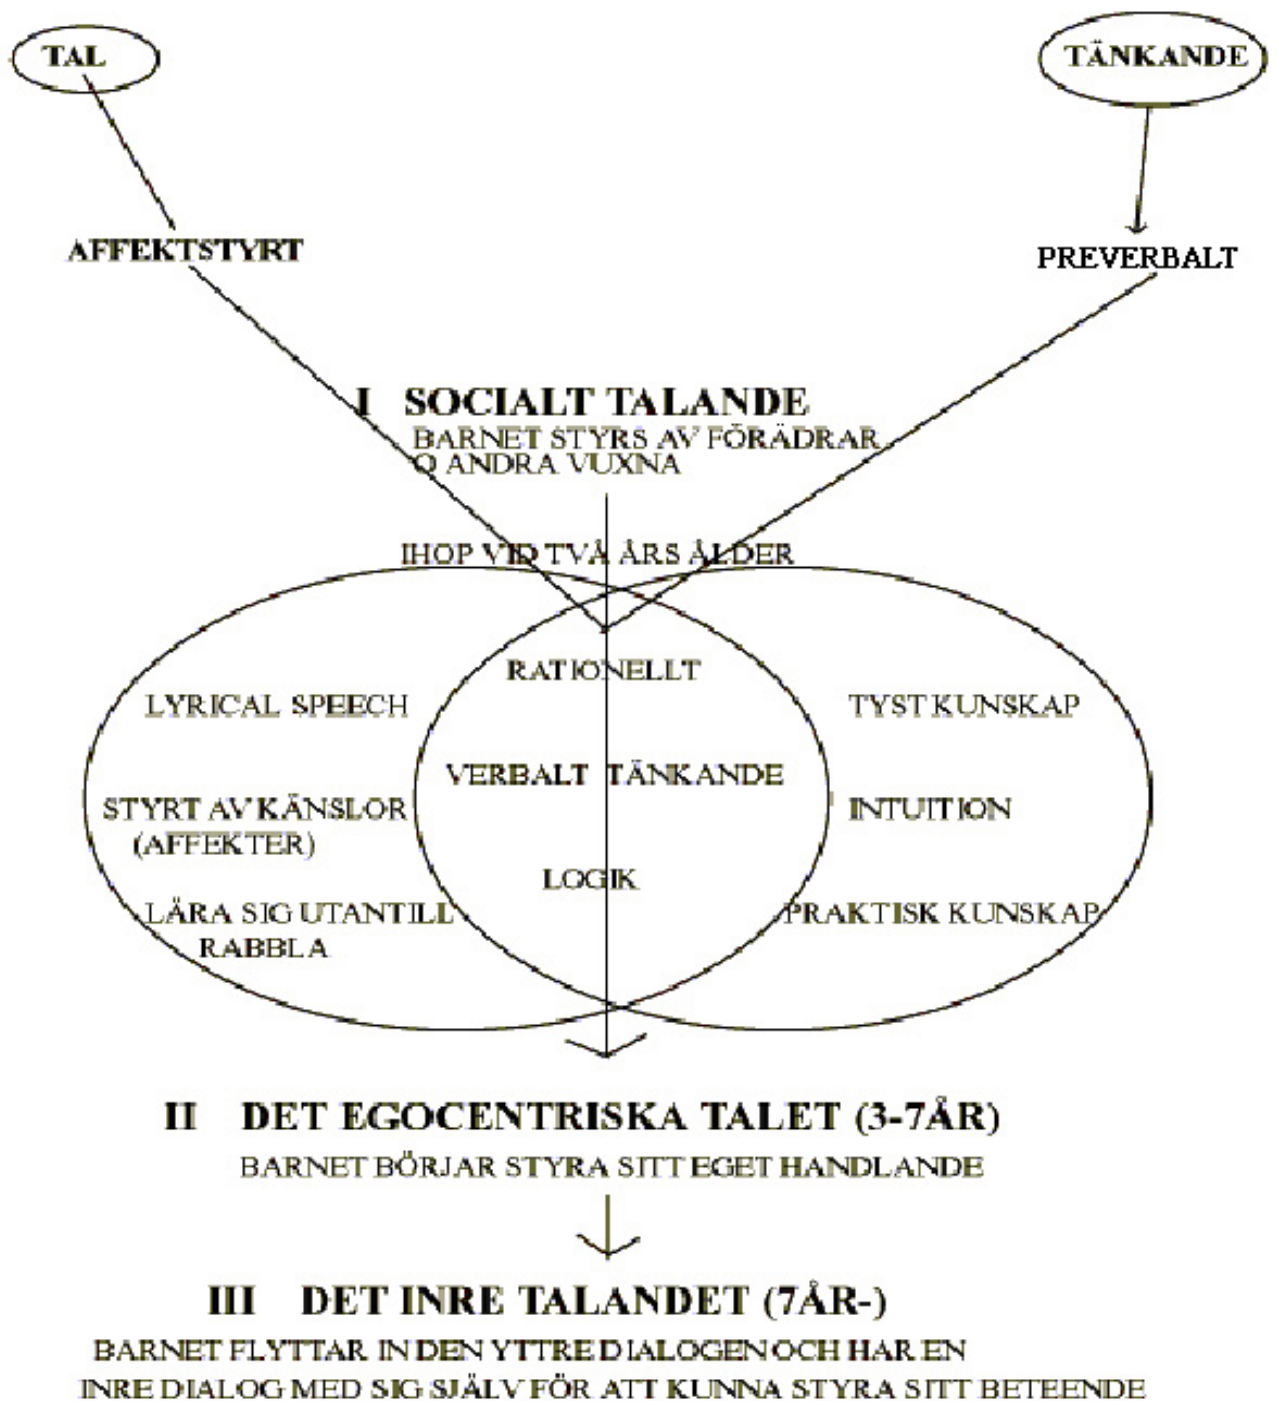 TAL
TÄNKANDE
AFFEKTSTYRT
PREVERBALT
I SOCIALT TALANDE
BARNET STYRS AV FÖRÄDRAR
O ANDRA VUXNA
IHOP VID TVÅ ÅRS ÅLDER
RATIONELLT
LYRICAL SPEECH
TYST KUNSKAP
VERBALT TÄNKANDE
STYRT AV KÄNSLOR
(AFFEKTER)
INTUITION
LOGIK
LÄRA SIG UTANTILL
RABBLA
PRAKTISK KUNSKAP
II DET EGOCENTRISKA TALET (3-7ÅR)
BARNET BÖRJAR STYRA SITT EGET HANDLANDE
III DET INRE TALANDET (7ÅR-)
BARNET FLYTTAR IN DEN YTTRE DIALOGEN OCH HAR EN
INRE DIALOG MED SIG SJÄLV FÖR ATT KUNNA STYRA SITT BETEENDE